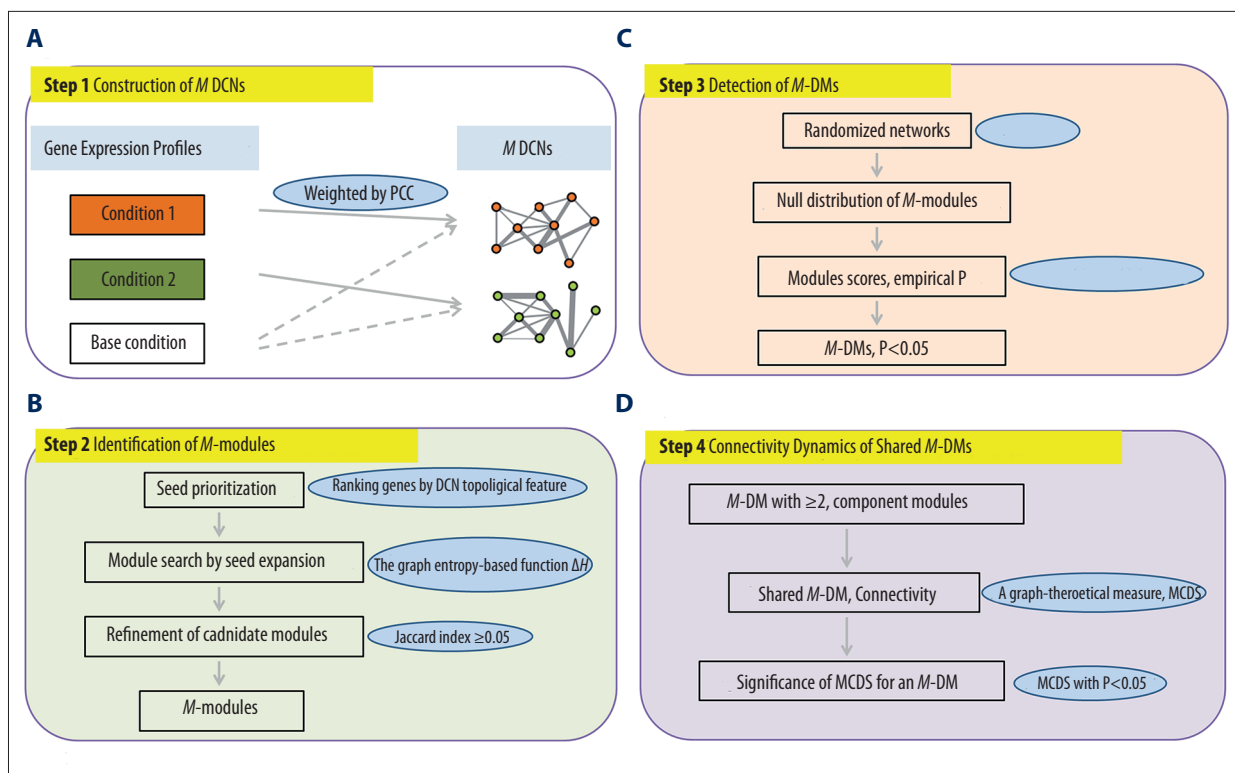 A
Step 1 Construction of M DCNs
Gene Expression Profiles
M DCNs
Weighted by PCC
Condition 1
Condition 2
Base condition
B
Step 2 Identification of M-modules
Seed prioritization
Ranking genes by DCN topoligical feature
Module search by seed expansion
The graph entropy-based function ΔH
Refinement of cadnidate modules
Jaccard index ≥0.05
M-modules
C
Step 3 Detection of M-DMs
Randomized networks
Null distribution of M-modules
Modules scores, empirical P
M-DMs, P<0.05
D
Step 4 Connectivity Dynamics of Shared M-DMs
M-DM with ≥2, component modules
Shared M-DM, Connectivity
A graph-theroetical measure, MCDS
Significance of MCDS for an M-DM
MCDS with P<0.05